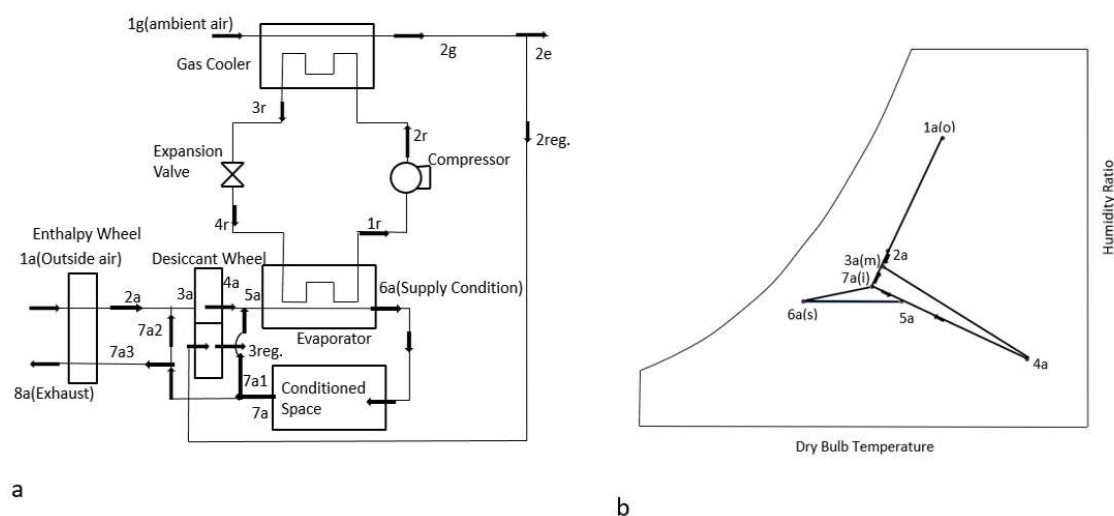 1g(ambient air)
2g
2e
Gas Cooler
3r
2r
2reg.
Expansion
Valve
Compressor
4r
1r
Enthalpy Wheel
1a(Outside air)
Desiccant Wheel
2a
3a
4a
5a
6a(Supply Condition)
Evaporator
7a2
7a3
3reg.
7a1
7a
8a(Exhaust)
Conditioned
Space
a
1a(o)
2a
3a(m)
7a(i)
6a(s)
5a
4a
Humidity Ratio
Dry Bulb Temperature
b